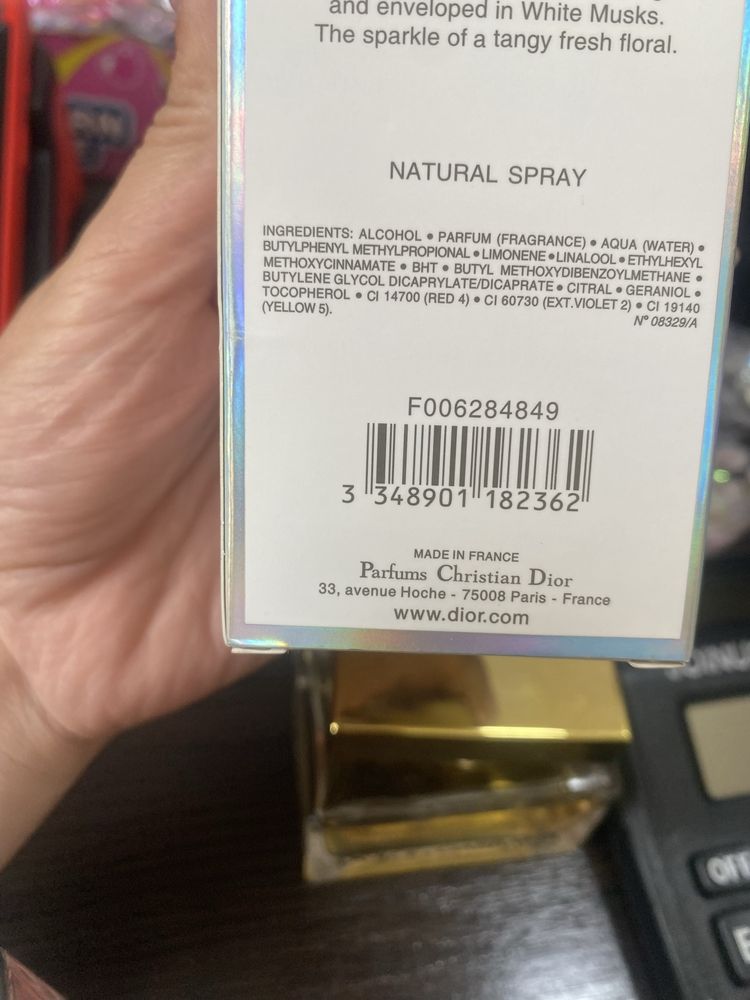 and enveloped in White Musks.
The sparkle of a tangy fresh floral.
NATURAL SPRAY
INGREDIENTS: ALCOHOL • PARFUM (FRAGRANCE) • AQUA (WATER) •
BUTYLPHENYL METHYLPROPIONAL • LIMONENE • LINALOOL • ETHYLHEXYL
METHOXYCINNAMATE • BHT • BUTYL METHOXYDIBENZOYLMETHANE •
BUTYLENE GLYCOL DICAPRYLATE/DICAPRATE • CITRAL • GERANIOL •
TOCOPHEROL • CI 14700 (RED 4) • CI 60730 (EXT.VIOLET 2) • CI 19140
(YELLOW 5).
N° 08329/A
F006284849
3 348901 182362
MADE IN FRANCE
Parfums Christian Dior
33, avenue Hoche - 75008 Paris - France
www.dior.com